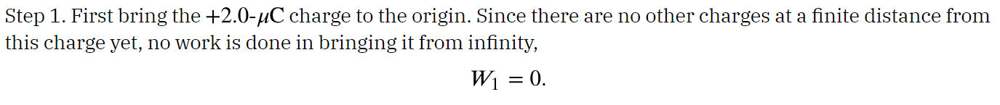 Step 1. First bring the +2.0-μC charge to the origin. Since there are no other charges at a finite distance from
this charge yet, no work is done in bringing it from infinity,
W₁ = 0.